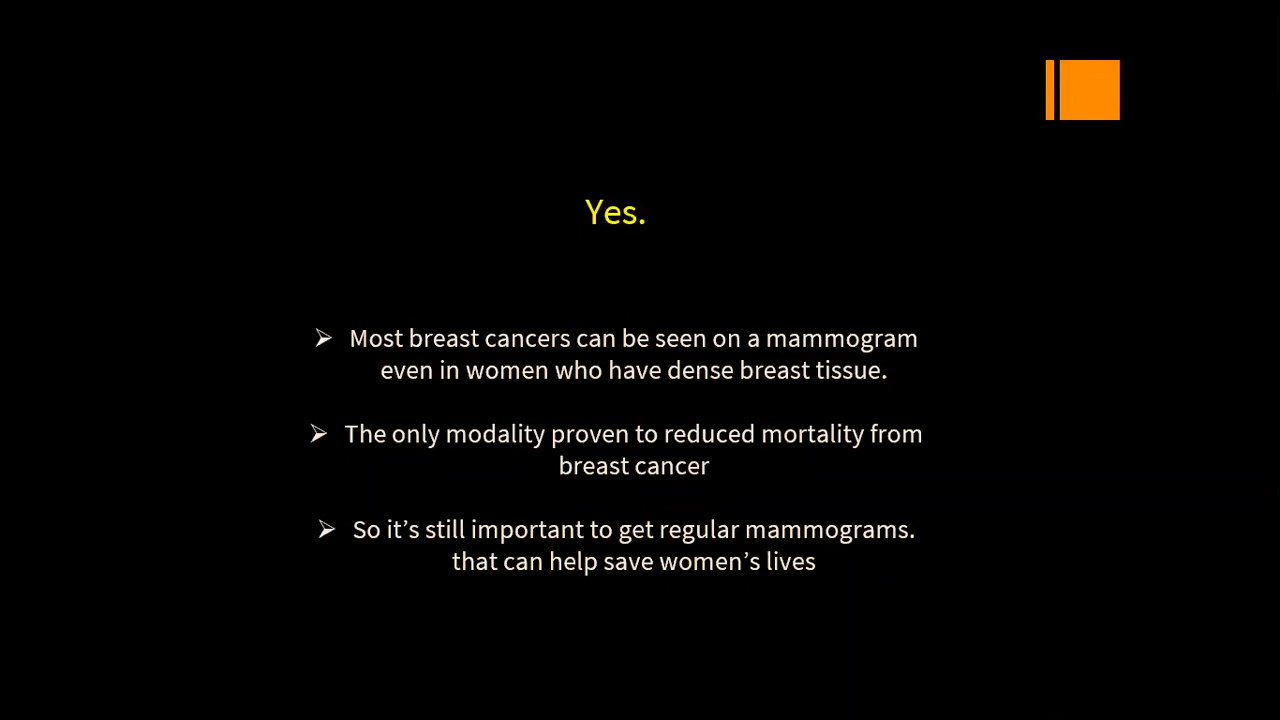 Yes.
➢ Most breast cancers can be seen on a mammogram
even in women who have dense breast tissue.
➢ The only modality proven to reduced mortality from
breast cancer
➢ So it’s still important to get regular mammograms.
that can help save women’s lives